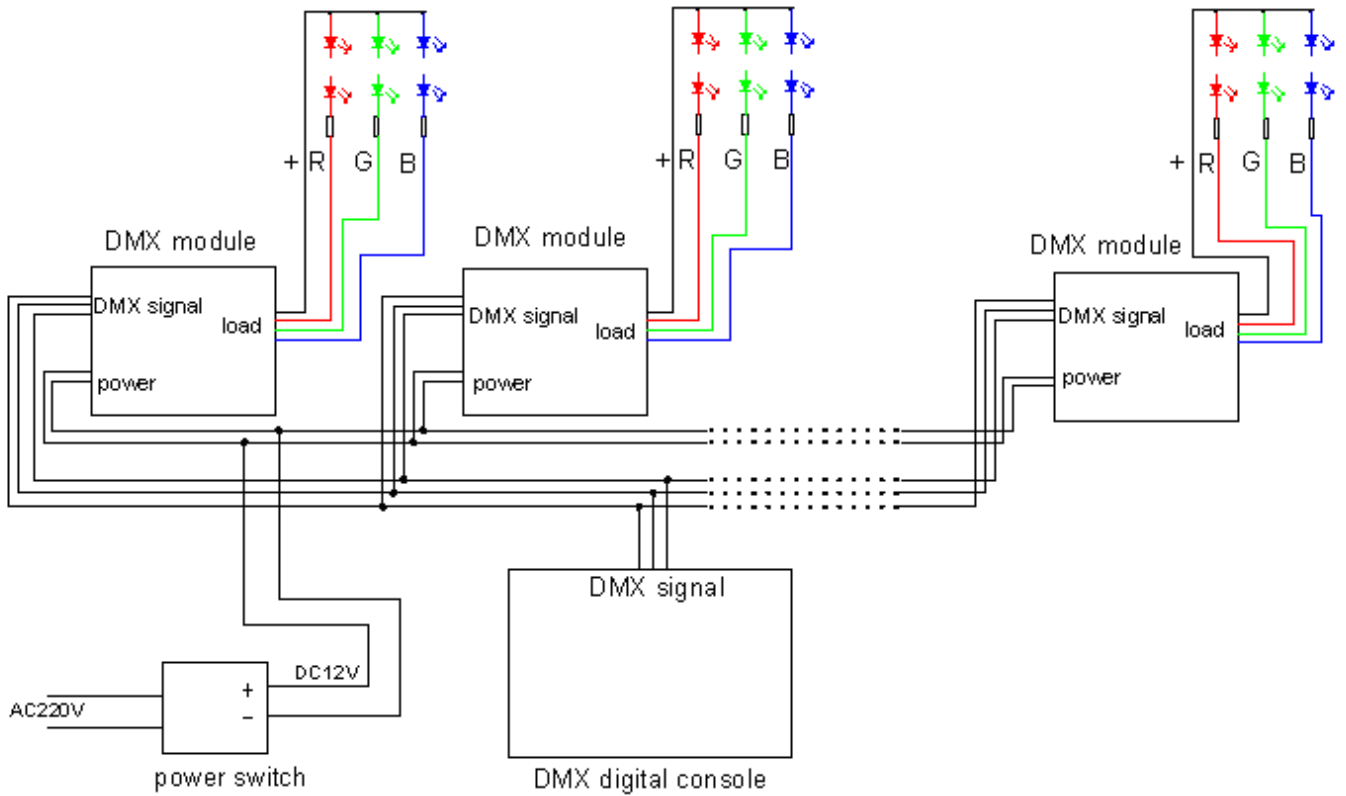 + R G B
+ R G B
+ R G B
DMX module
DMX module
DMX module
DMX signal
load
power
DMX signal
load
power
DMX signal
load
power
DMX signal
DC12V
+
AC220V
−
power switch
DMX digital console